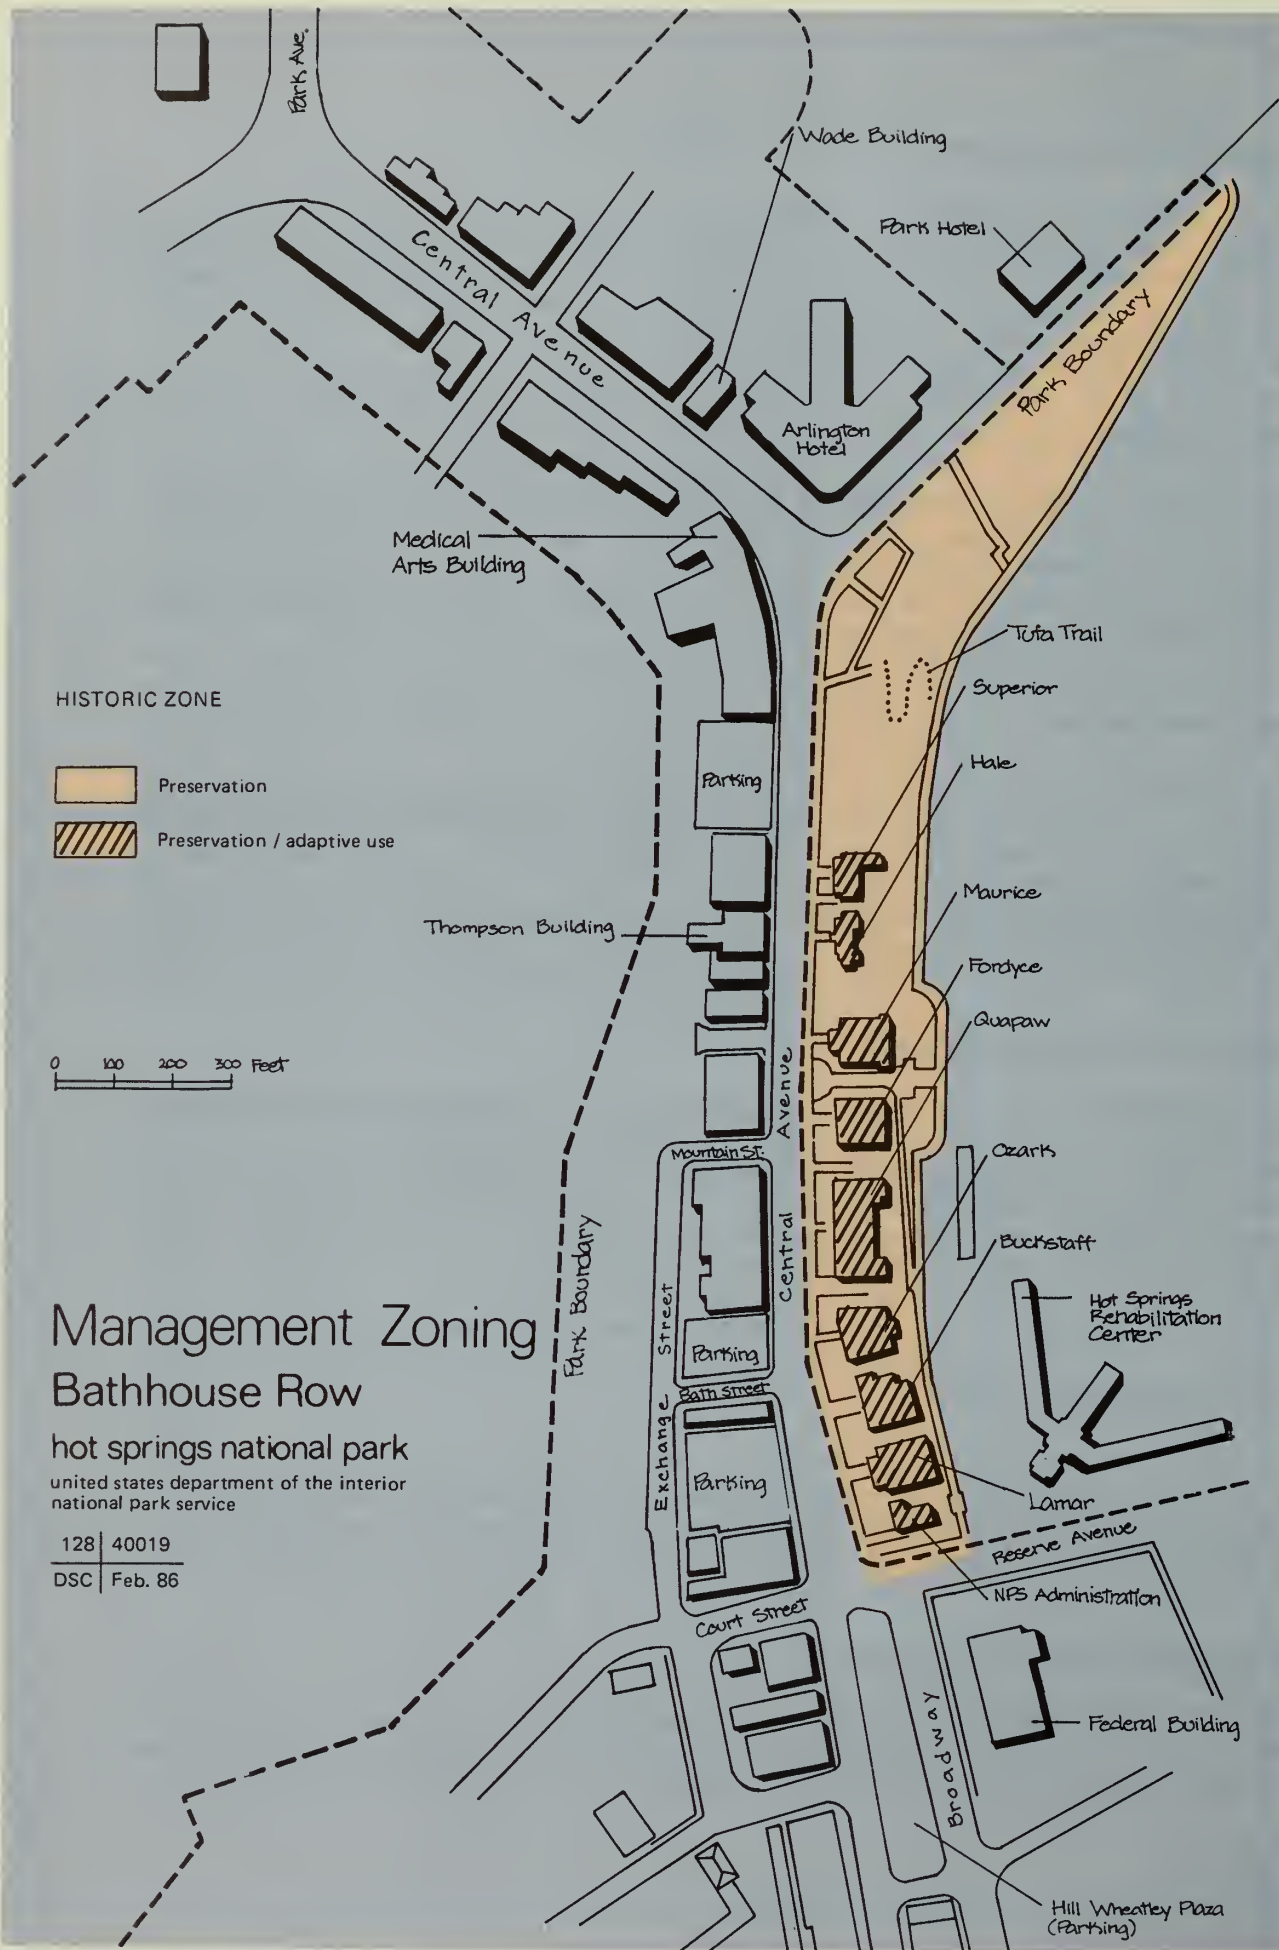 Park Ave.
Wade Building
Park Hotel
Central Avenue
Park Boundary
Arlington
Hotel
Medical
Arts Building
Tufa Trail
Superior
HISTORIC ZONE
Hale
Parking
Preservation
Preservation / adaptive use
Maurice
Thompson Building
Fordyce
Quapaw
0 100 200 300 Feet
Central Avenue
Mountain St.
Ozark
Park Boundary
Buckstaff
Hot Springs
Rehabilitation
Center
Management Zoning
Bathhouse Row
hot springs national park
united states department of the interior
national park service
128 40019
DSC Feb. 86
Exchange Street
Parking
Bath Street
Parking
Lamar
Reserve Avenue
NPS Administration
Court Street
Broadway
Federal Building
Hill Wheatley Plaza
(Parking)